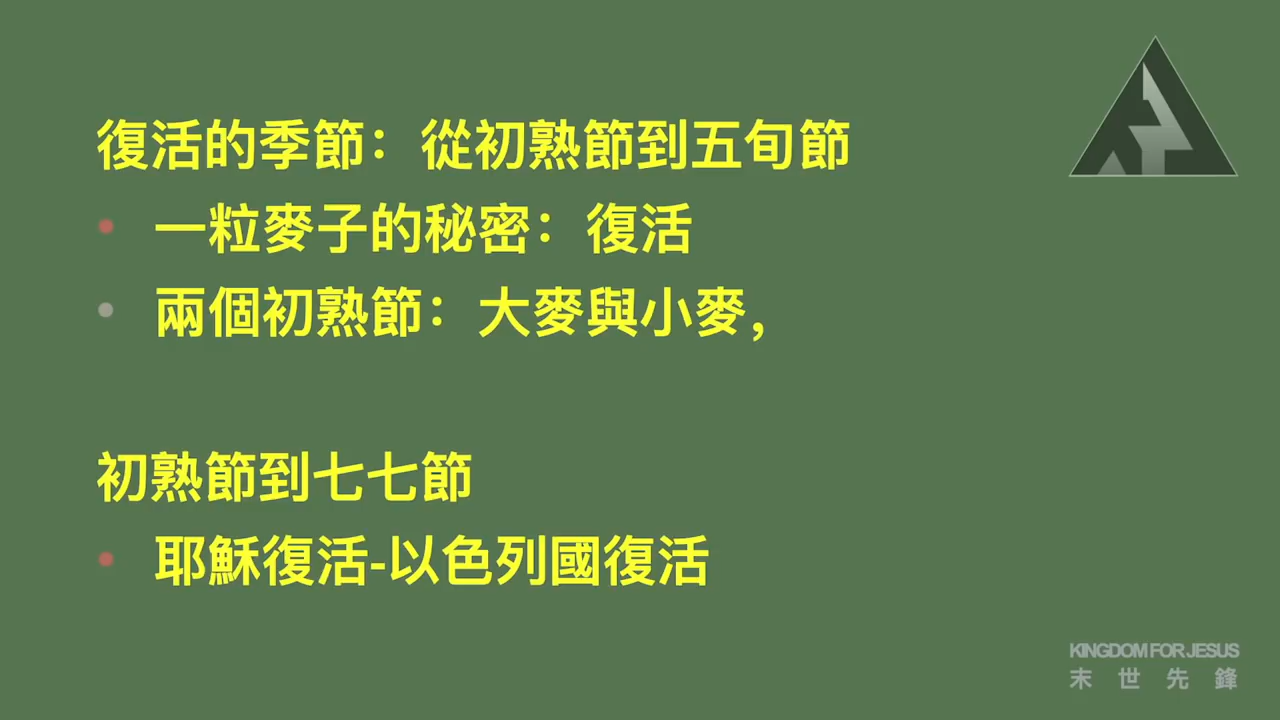 復活的季節：從初熟節到五旬節
• 一粒麥子的秘密：復活
• 兩個初熟節：大麥與小麥，
初熟節到七七節
• 耶穌復活-以色列國復活
KINGDOM FOR JESUS
末世先鋒